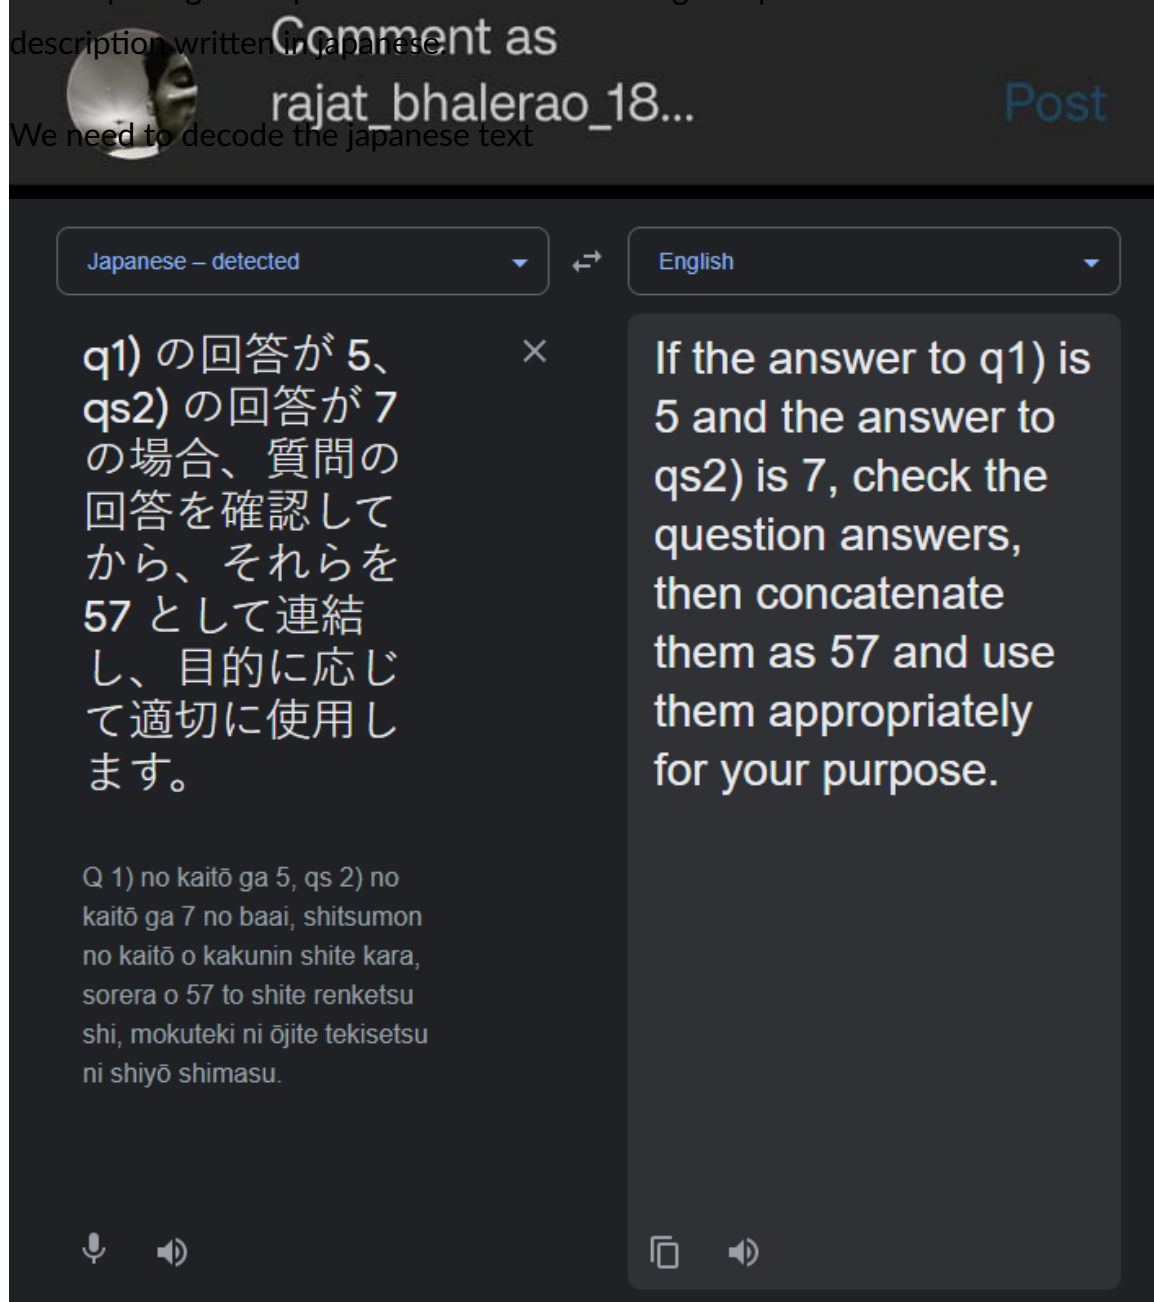 description written in japanese.
Comment as
rajat_bhalerao_18...
Post
We need to decode the japanese text
Japanese – detected
English
q1) の回答が 5、
qs2) の回答が 7
の場合、質問の
回答を確認して
から、それらを
57 として連結
し、目的に応じ
て適切に使用し
ます。
Q 1) no kaitō ga 5, qs 2) no
kaitō ga 7 no baai, shitsumon
no kaitō o kakunin shite kara,
sorera o 57 to shite renketsu
shi, mokuteki ni ōjite tekisetsu
ni shiyō shimasu.
If the answer to q1) is
5 and the answer to
qs2) is 7, check the
question answers,
then concatenate
them as 57 and use
them appropriately
for your purpose.